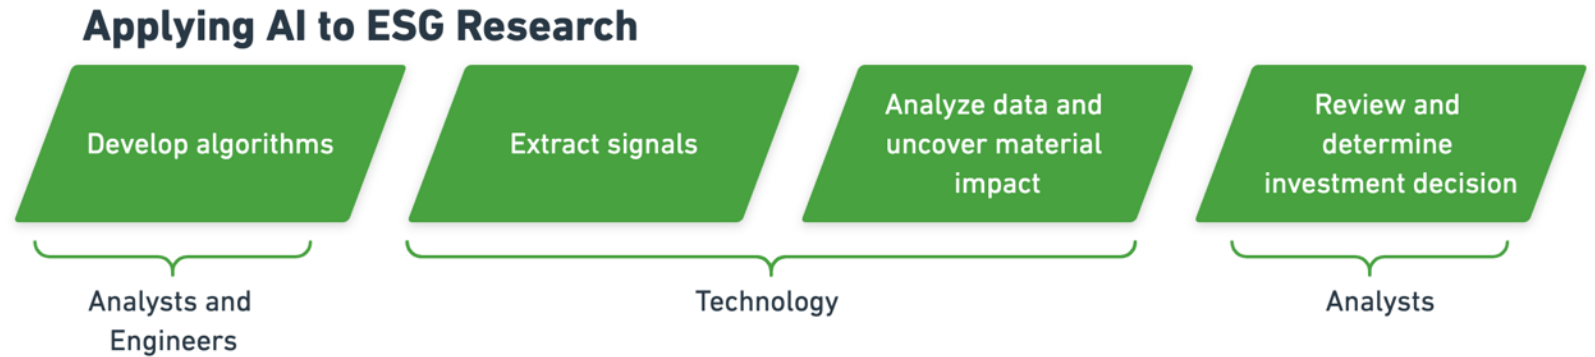 Applying AI to ESG Research
Develop algorithms
Extract signals
Analyze data and
uncover material
impact
Review and
determine
investment decision
Analysts and
Engineers
Technology
Analysts